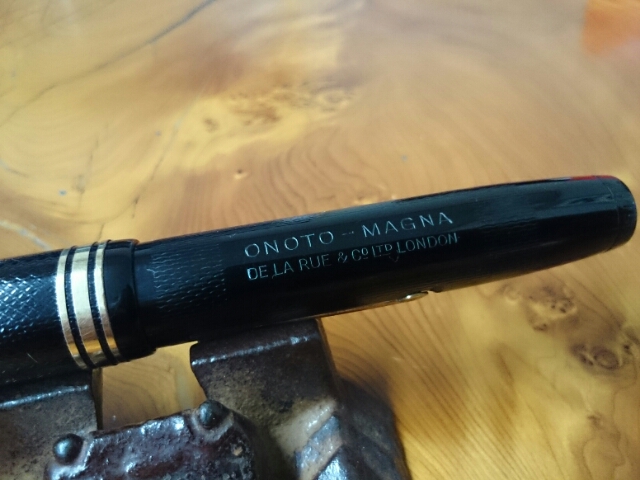 ONOTO - MAGNA
DE LA RUE & Co LTD LONDON